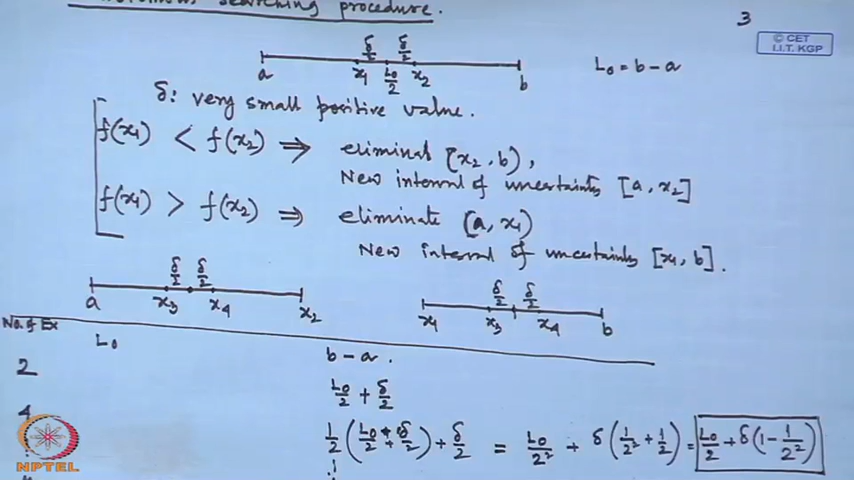 searching procedure.
3
© CET
I.I.T. KGP
δ/2 δ/2
a x₁ L₀/2 x₂ b
L₀ = b – a
δ: very small positive value.
f(x₁) < f(x₂) ⇒ eliminat [x₂, b),
New interval of uncertainty [a, x₂]
f(x₁) > f(x₂) ⇒ eliminate (a, x₁)
New interval of uncertainty [x₁, b].
δ/2 δ/2
a x₃ x₄ x₂
δ/2 δ/2
x₁ x₃ x₄ b
No. of Ex
L₀
b – a.
2 L₀/2 + δ/2
4 1/2 (L₀/2 + δ/2) + δ/2 = L₀/2² + δ(1/2² + 1/2) = L₀/2 + δ(1 – 1/2²)
NPTEL